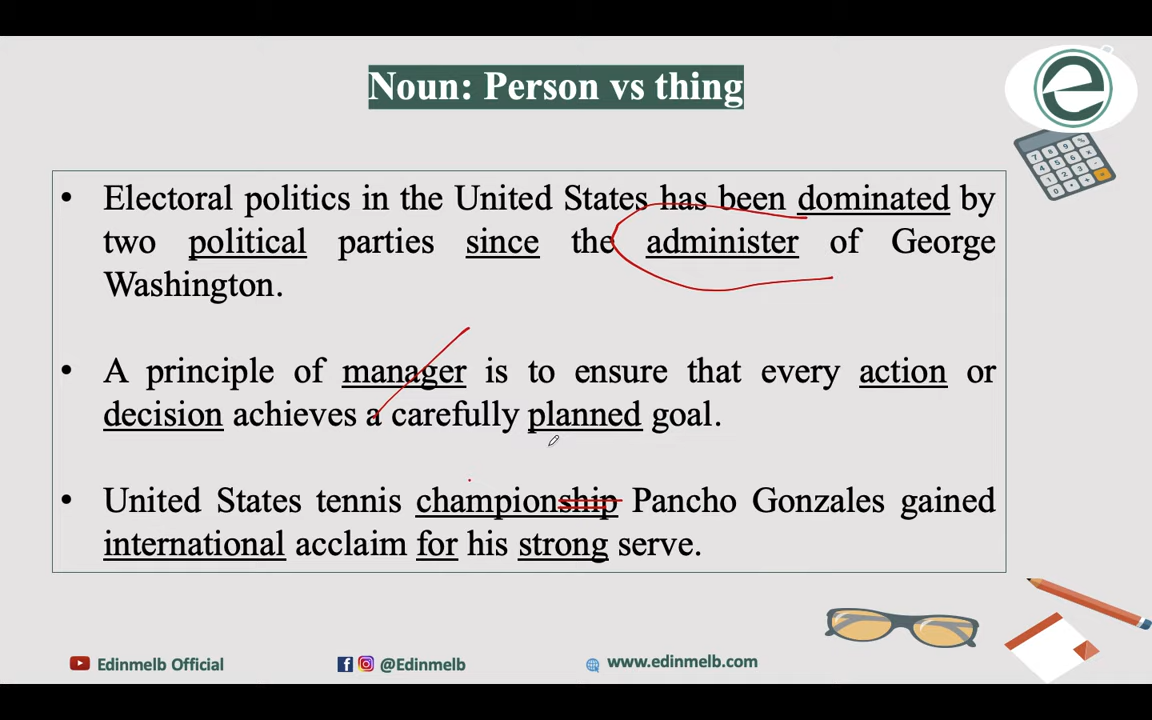 Noun: Person vs thing
• Electoral politics in the United States has been dominated by
two political parties since the administer of George
Washington.
• A principle of manager is to ensure that every action or
decision achieves a carefully planned goal.
• United States tennis championship Pancho Gonzales gained
international acclaim for his strong serve.
Edinmelb Official
@Edinmelb
www.edinmelb.com